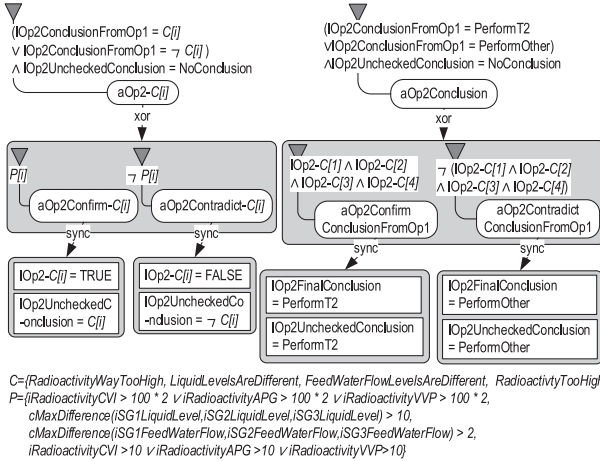 (lOp2ConclusionFromOp1 = C[i]
∨ lOp2ConclusionFromOp1 = ¬ C[i] )
∧ lOp2UncheckedConclusion = NoConclusion
aOp2-C[i]
xor
P[i]
¬ P[i]
aOp2Confirm-C[i]
aOp2Contradict-C[i]
sync
sync
lOp2-C[i] = TRUE
lOp2UncheckedC
-onclusion = C[i]
lOp2-C[i] = FALSE
lOp2UncheckedCo
-nclusion = ¬ C[i]
(lOp2ConclusionFromOp1 = PerformT2
∨lOp2ConclusionFromOp1 = PerformOther)
∧lOp2UncheckedConclusion = NoConclusion
aOp2Conclusion
xor
lOp2-C[1] ∧ lOp2-C[2]
∧ lOp2-C[3] ∧ lOp2-C[4]
¬ (lOp2-C[1] ∧ lOp2-C[2]
∧ lOp2-C[3] ∧ lOp2-C[4])
aOp2Confirm
ConclusionFromOp1
aOp2Contradict
ConclusionFromOp1
sync
sync
lOp2FinalConclusion
= PerformT2
lOp2UncheckedConclusion
= PerformT2
lOp2FinalConclusion
= PerformOther
lOp2UncheckedConclusion
= PerformOther
C={RadioactivityWayTooHigh, LiquidLevelsAreDifferent, FeedWaterFlowLevelsAreDifferent, RadioactivtyTooHigh
P={iRadioactivityCVI > 100 * 2 ∨ iRadioactivityAPG > 100 * 2 ∨ iRadioactivityVVP > 100 * 2,
cMaxDifference(iSG1LiquidLevel,iSG2LiquidLevel,iSG3LiquidLevel) > 10,
cMaxDifference(iSG1FeedWaterFlow,iSG2FeedWaterFlow,iSG3FeedWaterFlow) > 2,
iRadioactivityCVI >10 ∨ iRadioactivityAPG >10 ∨ iRadioactivityVVP>10}